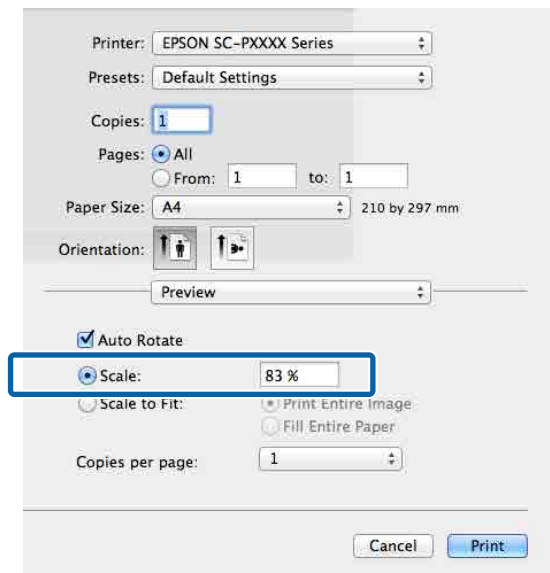 Printer: EPSON SC-PXXXX Series
Presets: Default Settings
Copies: 1
Pages: All
From: 1 to: 1
Paper Size: A4 210 by 297 mm
Orientation:
Preview
Auto Rotate
Scale: 83 %
Scale to Fit: Print Entire Image
Fill Entire Paper
Copies per page: 1
Cancel Print